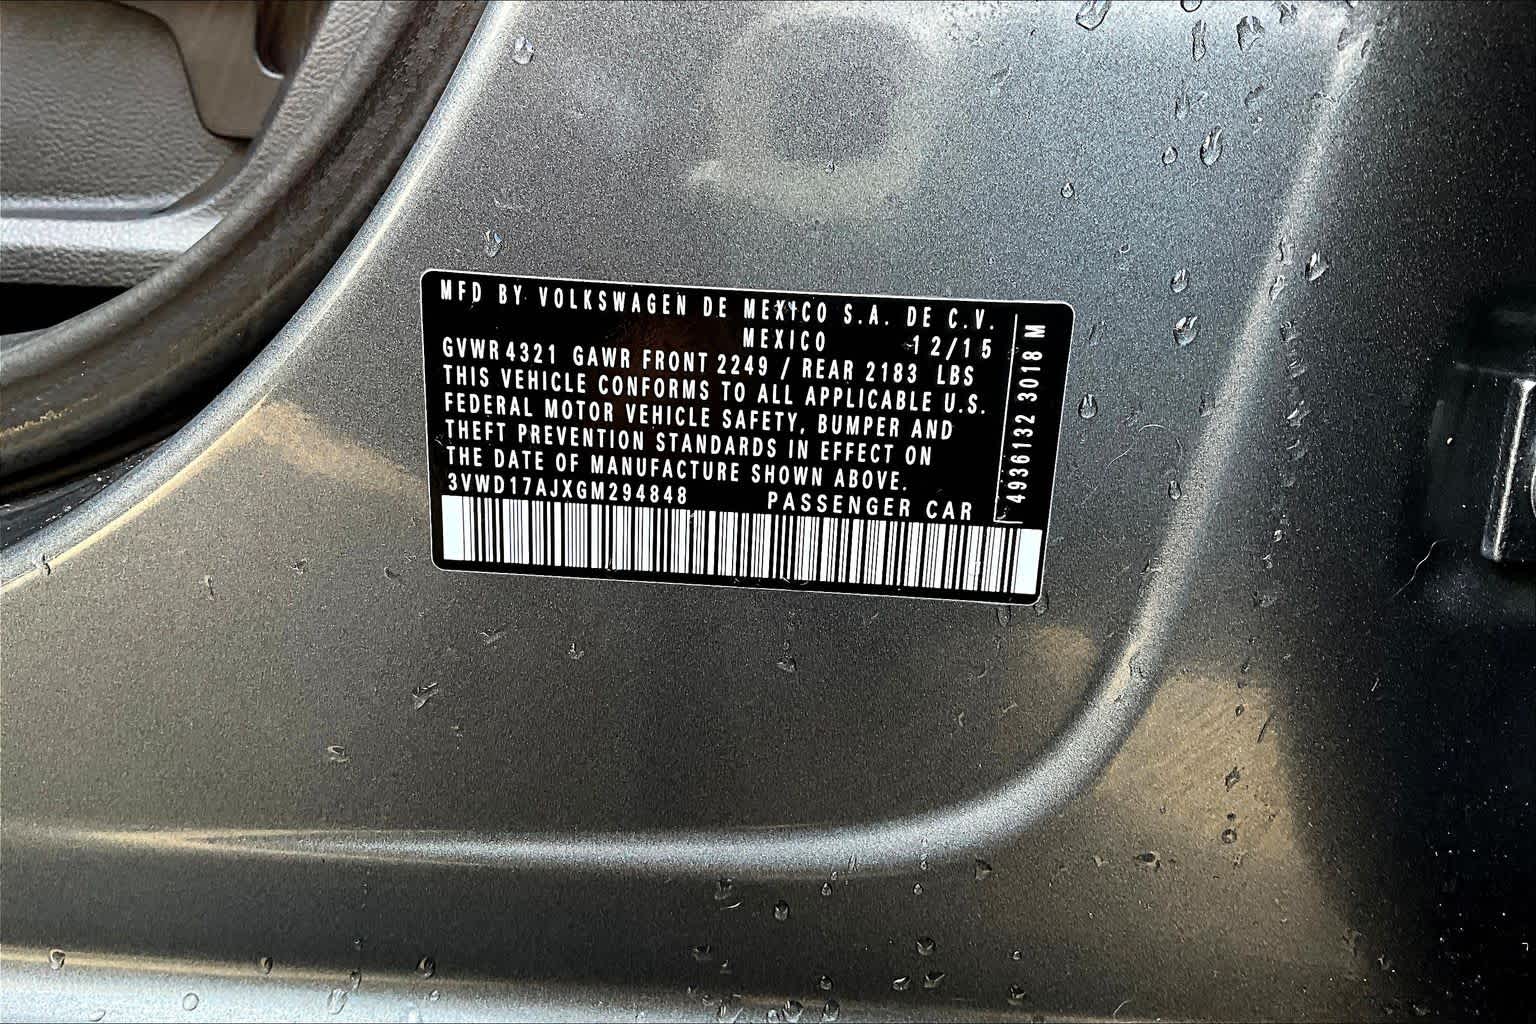 MFD BY VOLKSWAGEN DE MEXICO S.A. DE C.V.
MEXICO 12/15
GVWR 4321 GAWR FRONT 2249 / REAR 2183 LBS
THIS VEHICLE CONFORMS TO ALL APPLICABLE U.S.
FEDERAL MOTOR VEHICLE SAFETY, BUMPER AND
THEFT PREVENTION STANDARDS IN EFFECT ON
THE DATE OF MANUFACTURE SHOWN ABOVE.
3VWD17AJXGM294848 PASSENGER CAR
4936132 3018 M